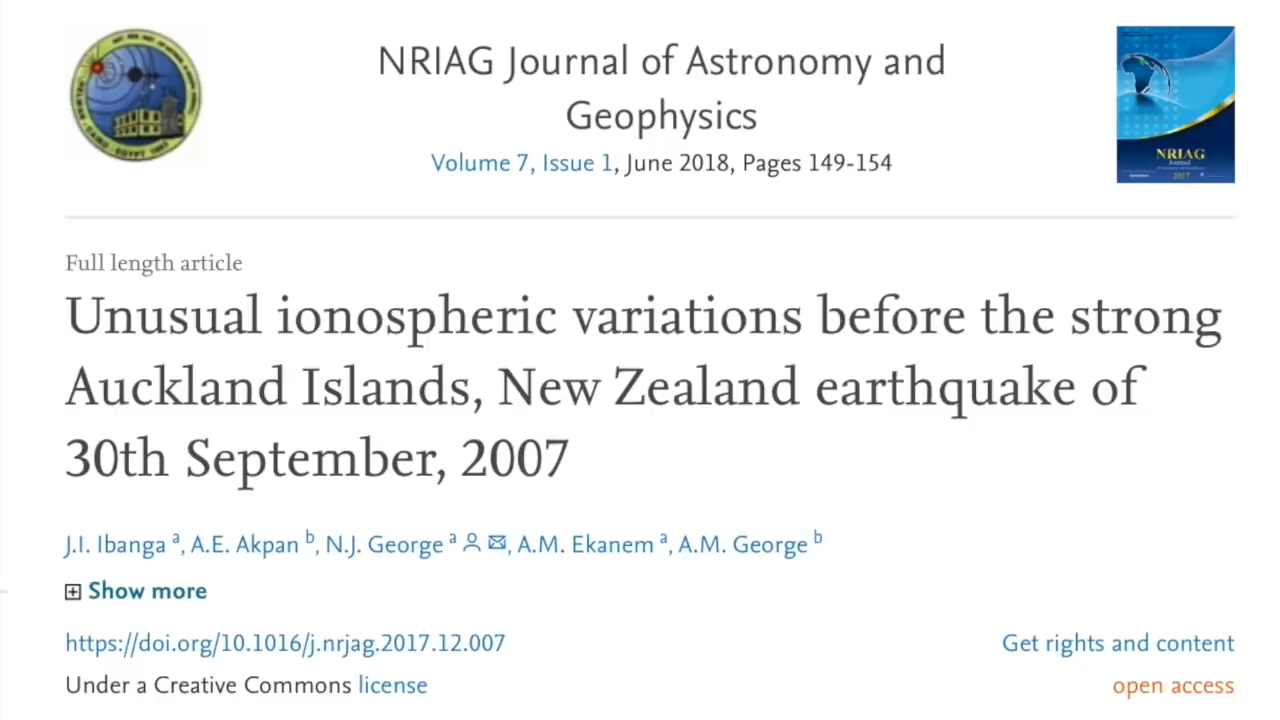 NRIAG Journal of Astronomy and
Geophysics
Volume 7, Issue 1, June 2018, Pages 149-154
NRIAG
Journal
2017
Full length article
Unusual ionospheric variations before the strong
Auckland Islands, New Zealand earthquake of
30th September, 2007
J.I. Ibanga a, A.E. Akpan b, N.J. George a, A.M. Ekanem a, A.M. George b
Show more
https://doi.org/10.1016/j.nrjag.2017.12.007
Get rights and content
Under a Creative Commons license
open access